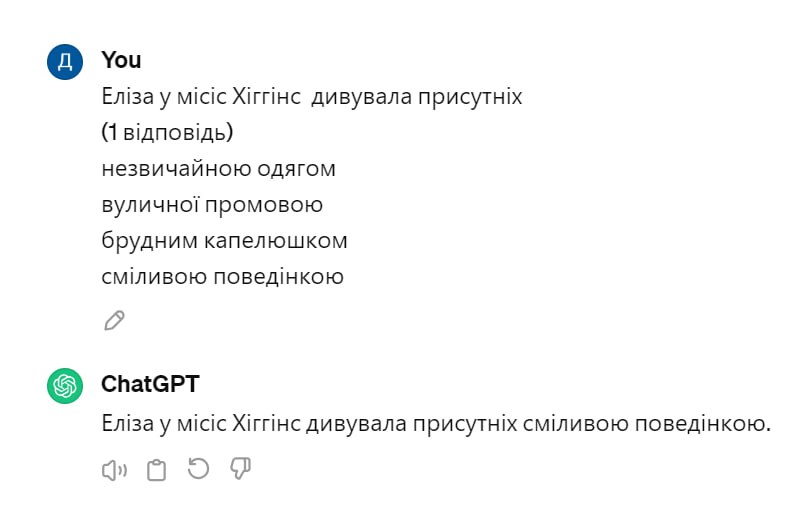 Д You
Еліза у місіс Хіггінс дивувала присутніх
(1 відповідь)
незвичайною одягом
вуличної промовою
брудним капелюшком
сміливою поведінкою
ChatGPT
Еліза у місіс Хіггінс дивувала присутніх сміливою поведінкою.